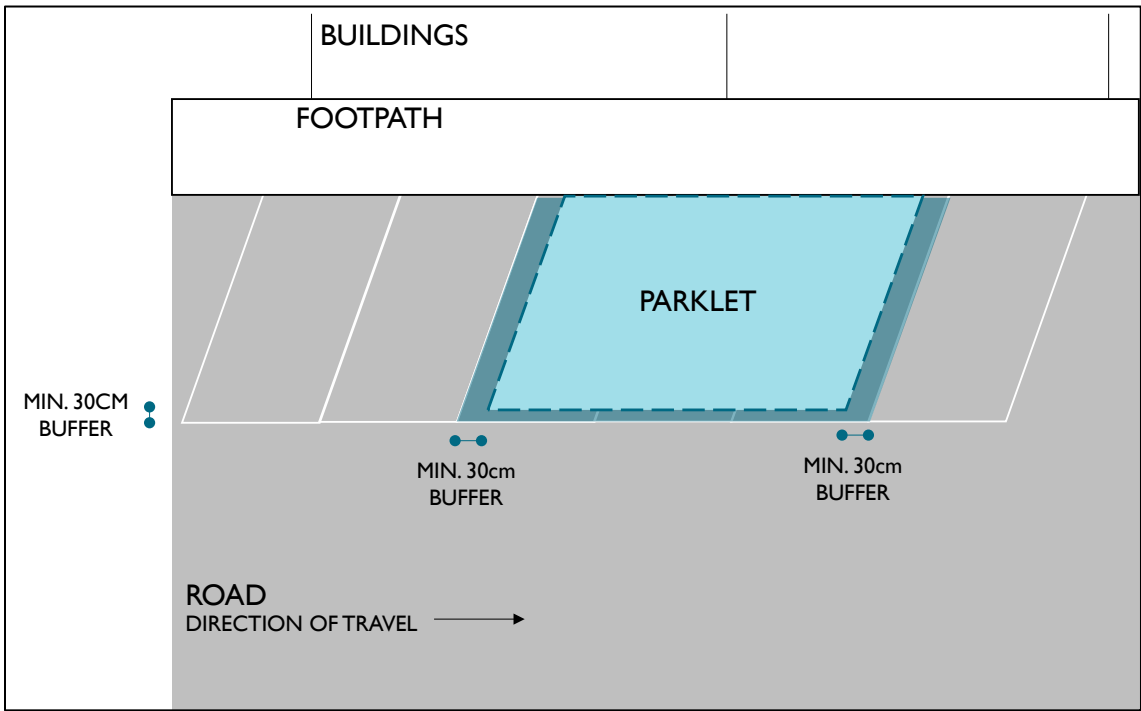 BUILDINGS
FOOTPATH
PARKLET
MIN. 30CM
BUFFER
MIN. 30cm
BUFFER
MIN. 30cm
BUFFER
ROAD
DIRECTION OF TRAVEL